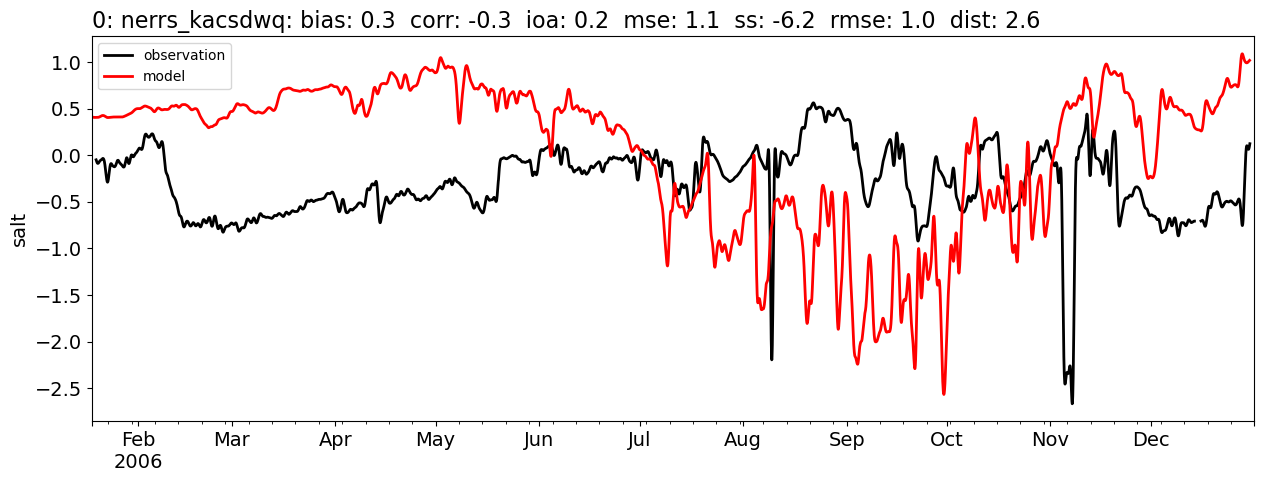 0: nerrs_kacsdwq: bias: 0.3  corr: -0.3  ioa: 0.2  mse: 1.1  ss: -6.2  rmse: 1.0  dist: 2.6
observation
model
salt
1.0
0.5
0.0
−0.5
−1.0
−1.5
−2.0
−2.5
Feb Mar Apr May Jun Jul Aug Sep Oct Nov Dec
2006